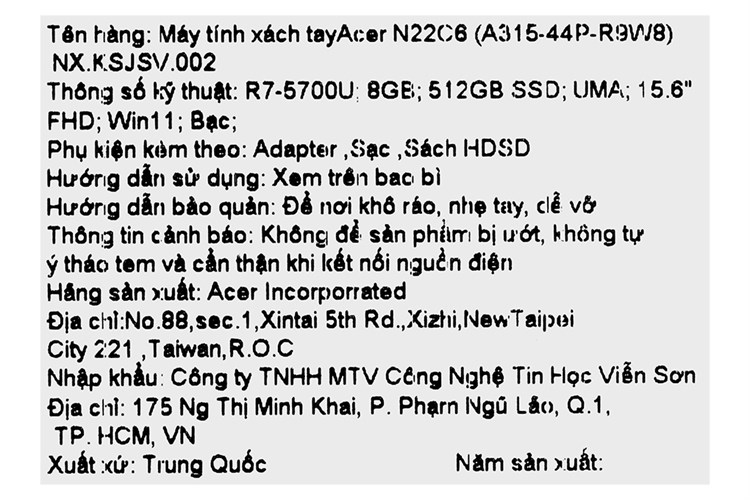 Tên hàng: Máy tính xách tayAcer N22C6 (A315-44P-R9W8)
NX.KSJSV.002
Thông số kỹ thuật: R7-5700U; 8GB; 512GB SSD; UMA; 15.6"
FHD; Win11; Bạc;
Phụ kiện kèm theo: Adapter ,Sạc ,Sách HDSD
Hướng dẫn sử dụng: Xem trên bao bì
Hướng dẫn bảo quản: Để nơi khô ráo, nhẹ tay, dễ vỡ
Thông tin cảnh báo: Không để sản phẩm bị ướt, không tự
ý tháo tem và cẩn thận khi kết nối nguồn điện
Hãng sản xuất: Acer Incorporrated
Địa chỉ:No.88,sec.1,Xintai 5th Rd.,Xizhi,NewTaipei
City 221 ,Taiwan,R.O.C
Nhập khẩu: Công ty TNHH MTV Công Nghệ Tin Học Viễn Sơn
Địa chỉ: 175 Ng Thị Minh Khai, P. Phạm Ngũ Lão, Q.1,
TP. HCM, VN
Xuất xứ: Trung Quốc Năm sản xuất: